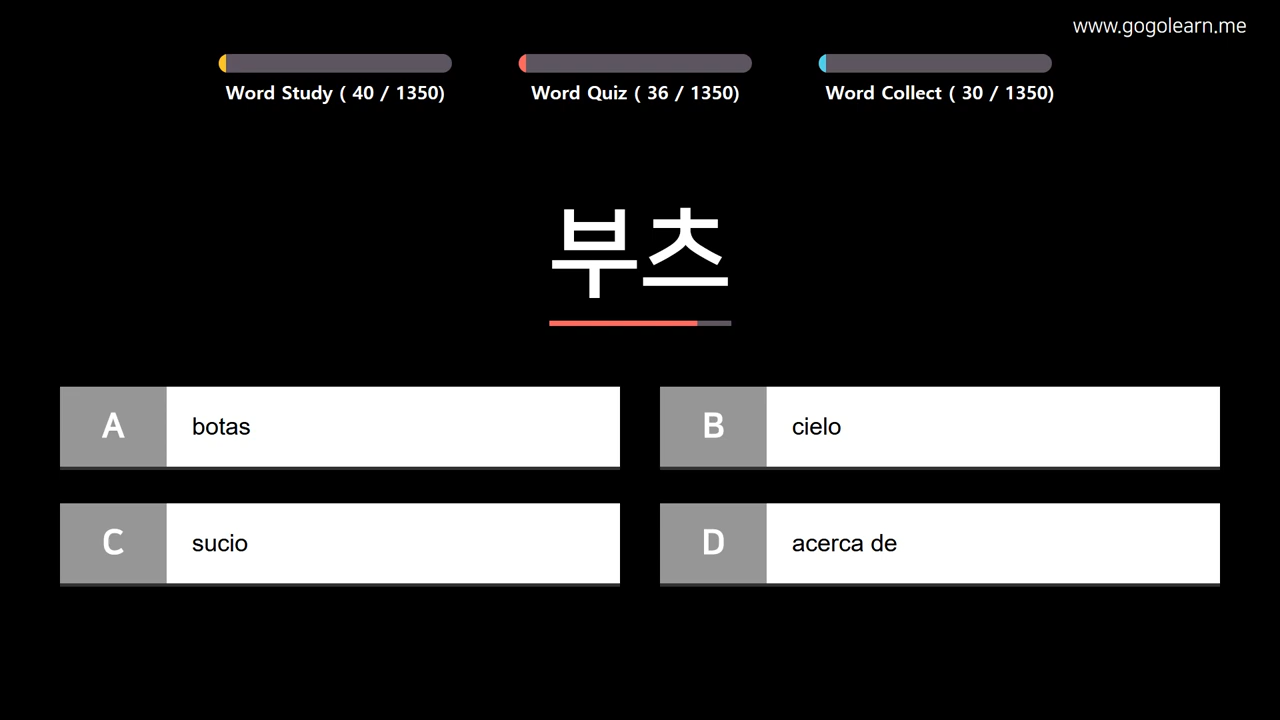 www.gogolearn.me
Word Study ( 40 / 1350)
Word Quiz ( 36 / 1350)
Word Collect ( 30 / 1350)
부츠
A botas
B cielo
C sucio
D acerca de